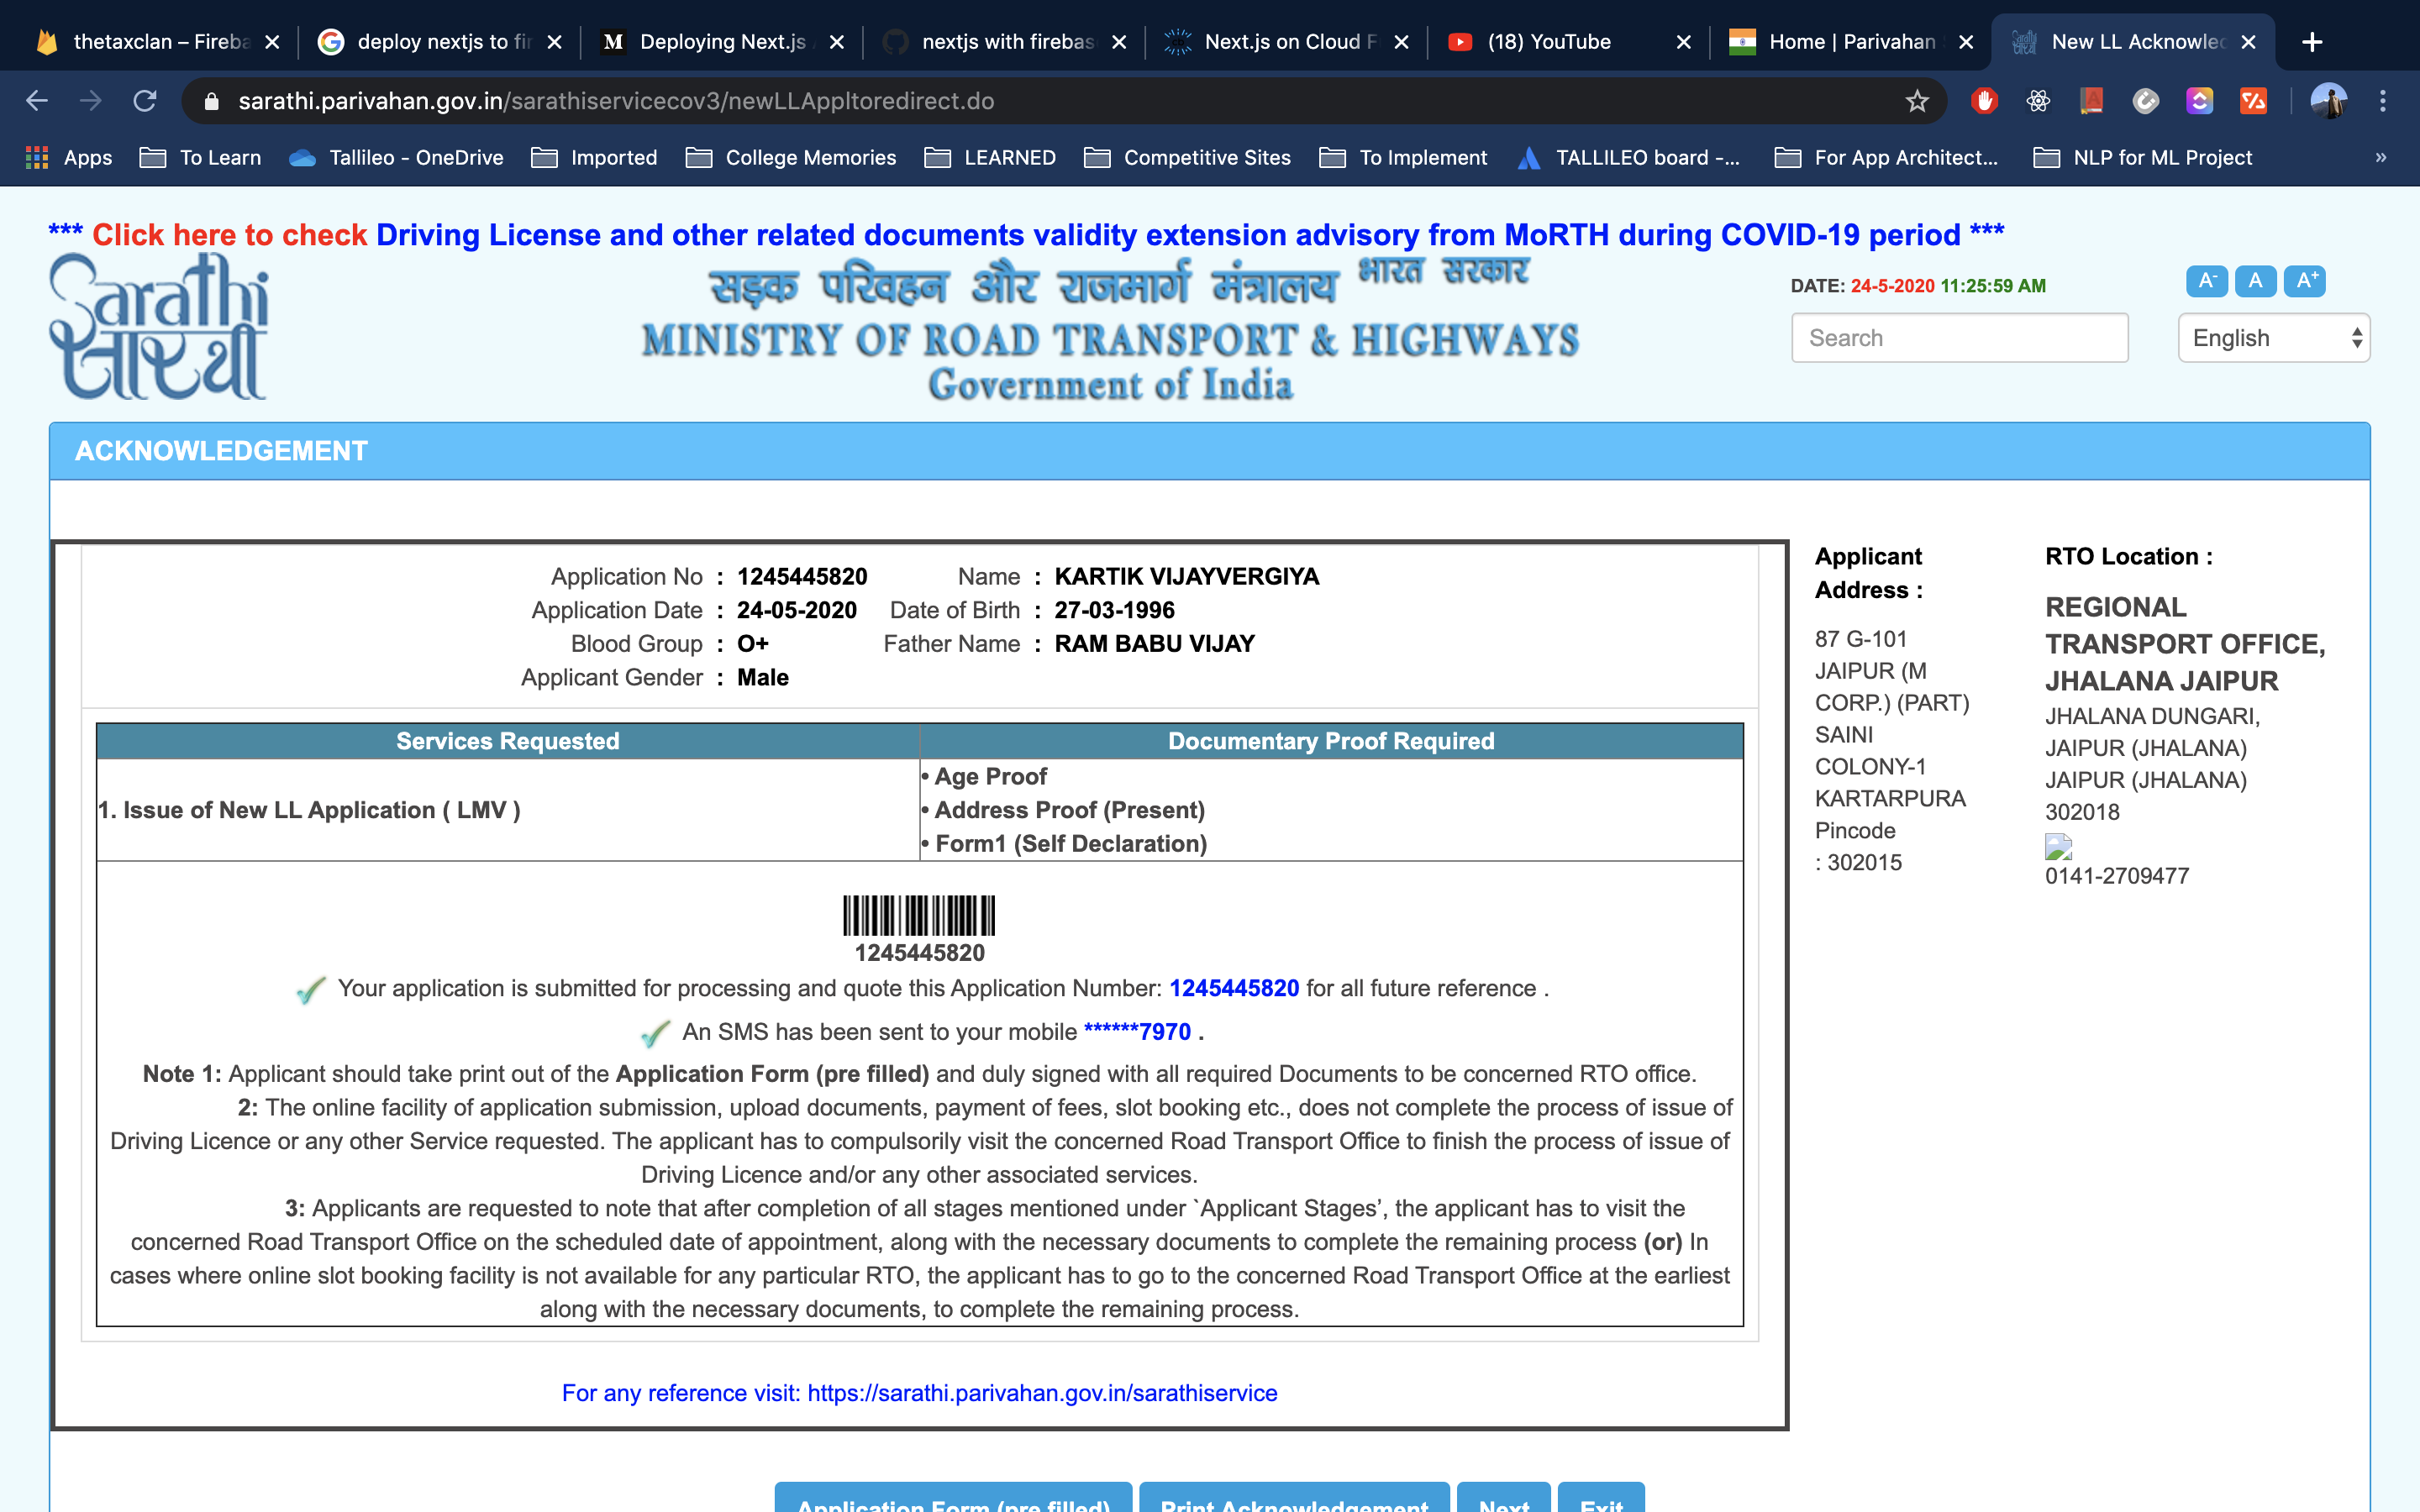 thetaxclan – Fireba
deploy nextjs to fir
Deploying Next.js
nextjs with firebas
Next.js on Cloud F
(18) YouTube
Home | Parivahan
New LL Acknowled
sarathi.parivahan.gov.in/sarathiservicecov3/newLLAppltoredirect.do
Apps To Learn Tallileo - OneDrive Imported College Memories LEARNED Competitive Sites To Implement TALLILEO board -... For App Architect... NLP for ML Project »
*** Click here to check Driving License and other related documents validity extension advisory from MoRTH during COVID-19 period ***
Sarathi
सारथी
सड़क परिवहन और राजमार्ग मंत्रालय भारत सरकार
MINISTRY OF ROAD TRANSPORT & HIGHWAYS
Government of India
DATE: 24-5-2020 11:25:59 AM
A- A A+
Search
English
ACKNOWLEDGEMENT
Application No : 1245445820 Name : KARTIK VIJAYVERGIYA
Application Date : 24-05-2020 Date of Birth : 27-03-1996
Blood Group : O+ Father Name : RAM BABU VIJAY
Applicant Gender : Male
Services Requested Documentary Proof Required
1. Issue of New LL Application ( LMV )
• Age Proof
• Address Proof (Present)
• Form1 (Self Declaration)
1245445820
Your application is submitted for processing and quote this Application Number: 1245445820 for all future reference .
An SMS has been sent to your mobile ******7970 .
Note 1: Applicant should take print out of the Application Form (pre filled) and duly signed with all required Documents to be concerned RTO office.
2: The online facility of application submission, upload documents, payment of fees, slot booking etc., does not complete the process of issue of
Driving Licence or any other Service requested. The applicant has to compulsorily visit the concerned Road Transport Office to finish the process of issue of
Driving Licence and/or any other associated services.
3: Applicants are requested to note that after completion of all stages mentioned under `Applicant Stages’, the applicant has to visit the
concerned Road Transport Office on the scheduled date of appointment, along with the necessary documents to complete the remaining process (or) In
cases where online slot booking facility is not available for any particular RTO, the applicant has to go to the concerned Road Transport Office at the earliest
along with the necessary documents, to complete the remaining process.
For any reference visit: https://sarathi.parivahan.gov.in/sarathiservice
Applicant
Address :
87 G-101
JAIPUR (M
CORP.) (PART)
SAINI
COLONY-1
KARTARPURA
Pincode
: 302015
RTO Location :
REGIONAL
TRANSPORT OFFICE,
JHALANA JAIPUR
JHALANA DUNGARI,
JAIPUR (JHALANA)
JAIPUR (JHALANA)
302018
0141-2709477
Application Form (pre filled) Print Acknowledgement Next Exit